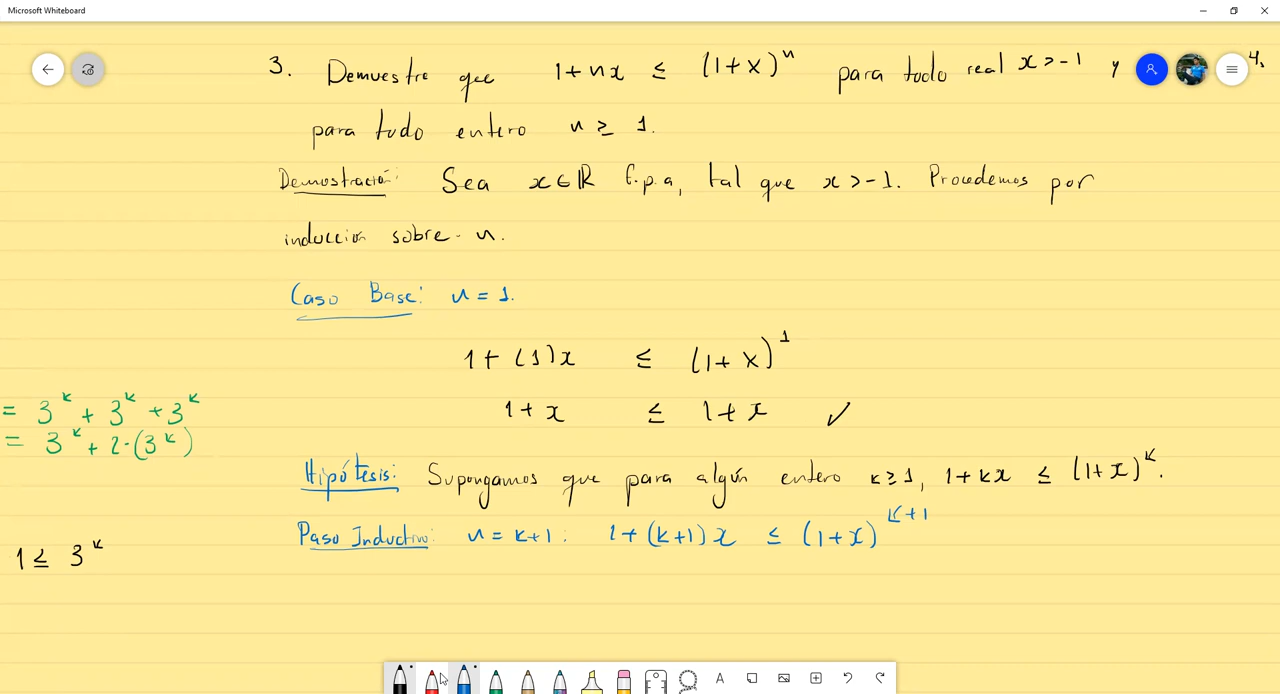 Microsoft Whiteboard
3. Demuestre que 1+nx ≤ (1+x)^n para todo real x>-1 y
4.
para todo entero n ≥ 1.
Demostración: Sea x∈ℝ f.p.a, tal que x>-1. Procedemos por
inducción sobre n.
Caso Base: n = 1.
1+(1)x ≤ (1+x)^1
1+x ≤ 1+x ✓
= 3^k + 3^k + 3^k
= 3^k + 2·(3^k)
Hipótesis: Supongamos que para algún entero k≥1, 1+kx ≤ (1+x)^k.
Paso Inductivo: n=k+1: 1+(k+1)x ≤ (1+x)^k+1
1 ≤ 3^k
A